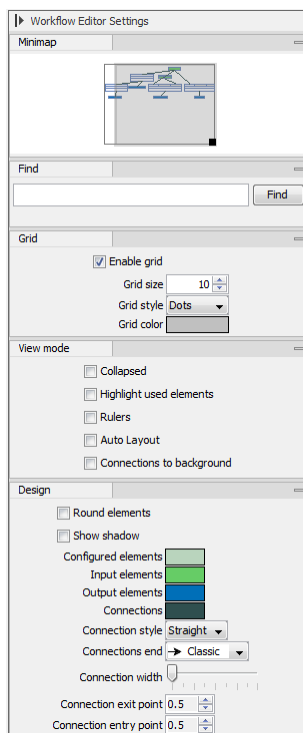 Workflow Editor Settings
Minimap
Find
Find
Grid
Enable grid
Grid size 10
Grid style Dots
Grid color
View mode
Collapsed
Highlight used elements
Rulers
Auto Layout
Connections to background
Design
Round elements
Show shadow
Configured elements
Input elements
Output elements
Connections
Connection style Straight
Connections end Classic
Connection width
Connection exit point 0.5
Connection entry point 0.5